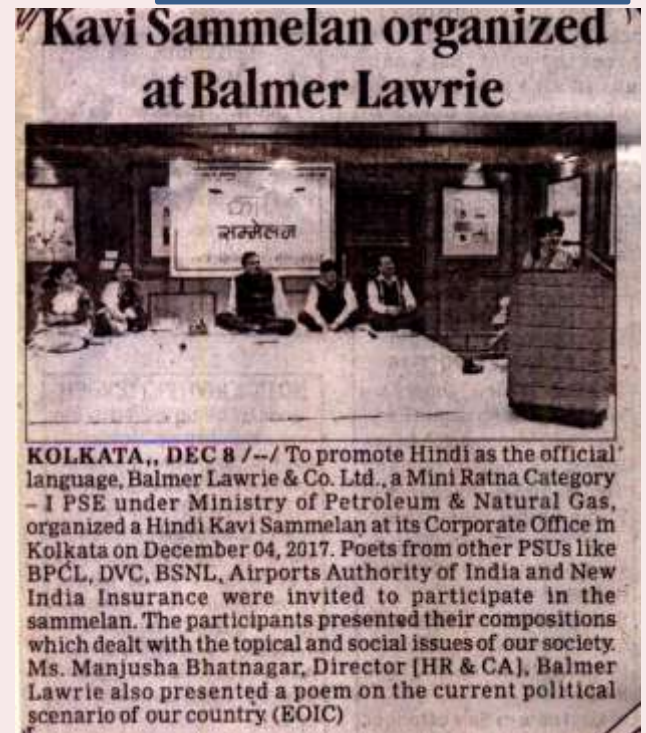 Kavi Sammelan organized
at Balmer Lawrie
सम्मेलन
KOLKATA,, DEC 8 /--/ To promote Hindi as the official
language, Balmer Lawrie & Co. Ltd., a Mini Ratna Category
– I PSE under Ministry of Petroleum & Natural Gas,
organized a Hindi Kavi Sammelan at its Corporate Office in
Kolkata on December 04, 2017. Poets from other PSUs like
BPCL, DVC, BSNL, Airports Authority of India and New
India Insurance were invited to participate in the
sammelan. The participants presented their compositions
which dealt with the topical and social issues of our society.
Ms. Manjusha Bhatnagar, Director [HR & CA], Balmer
Lawrie also presented a poem on the current political
scenario of our country. (EOIC)